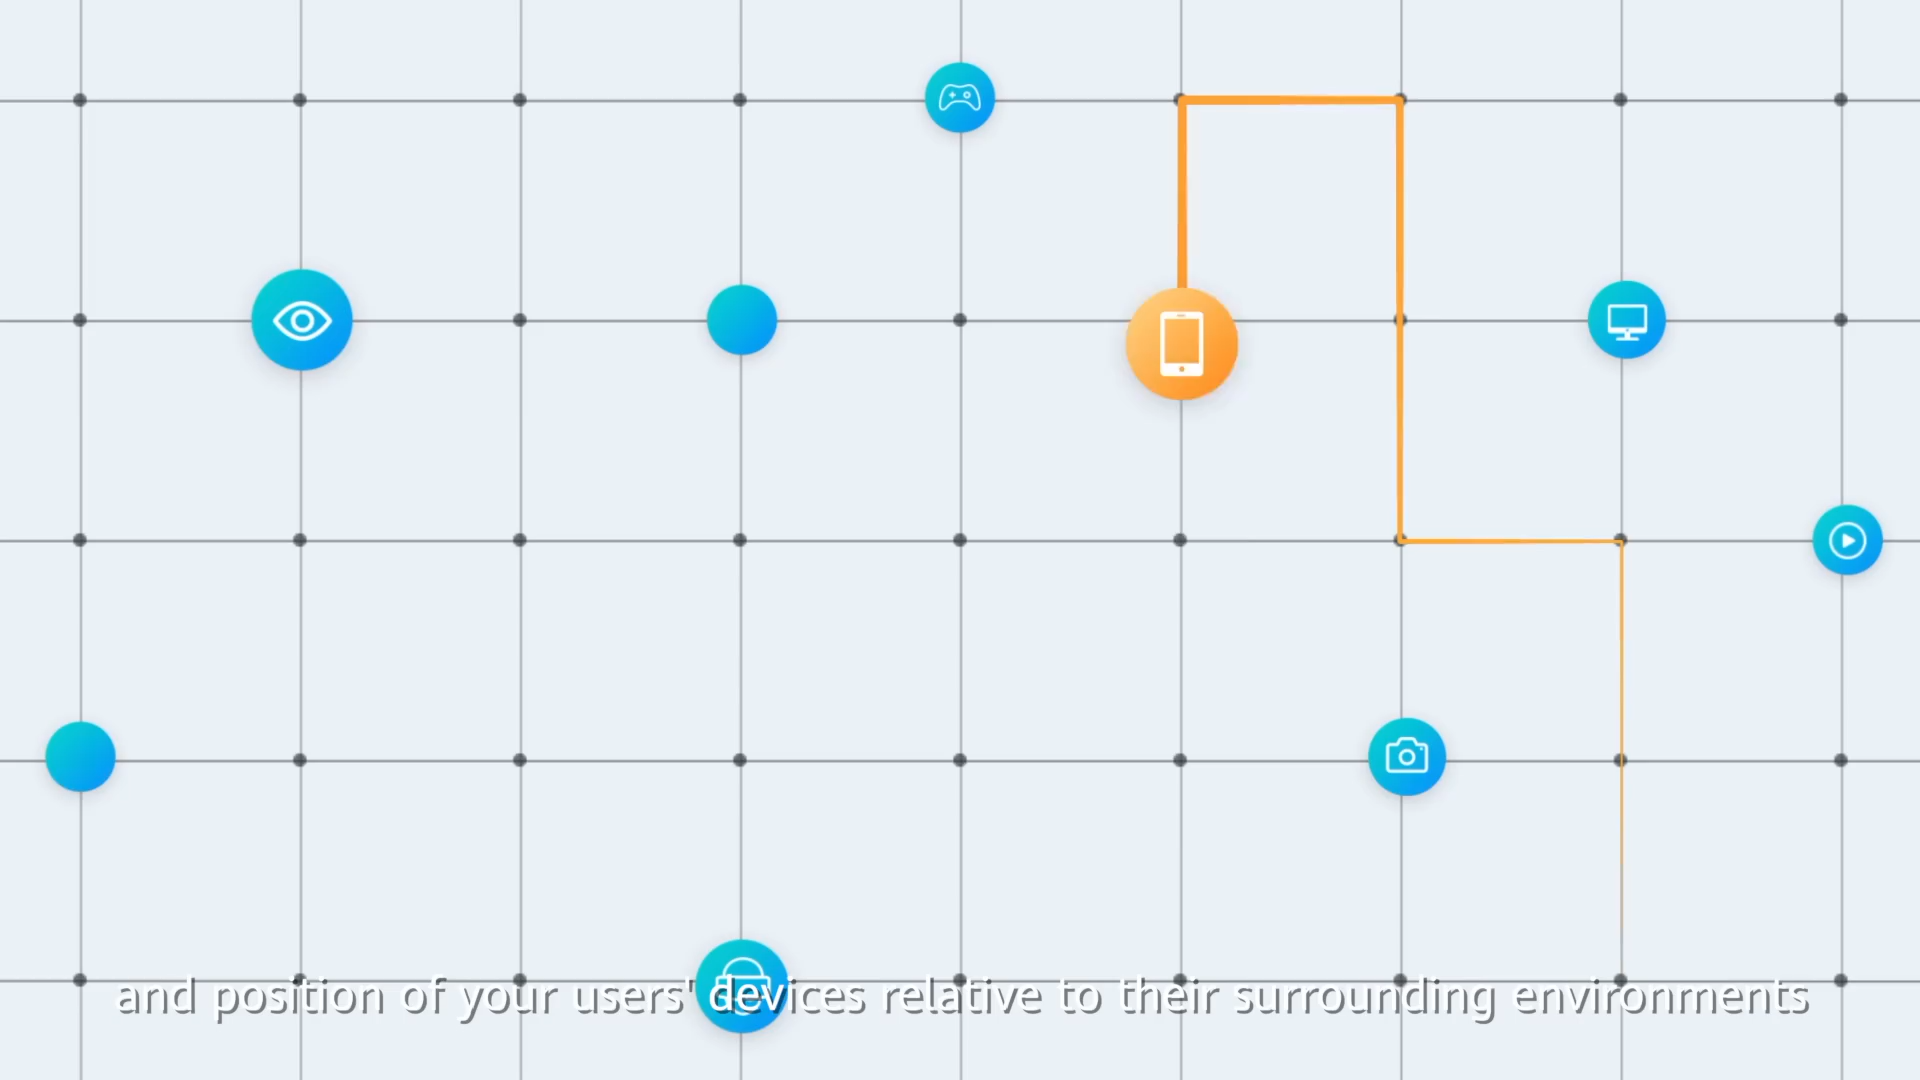 and position of your users' devices relative to their surrounding environments